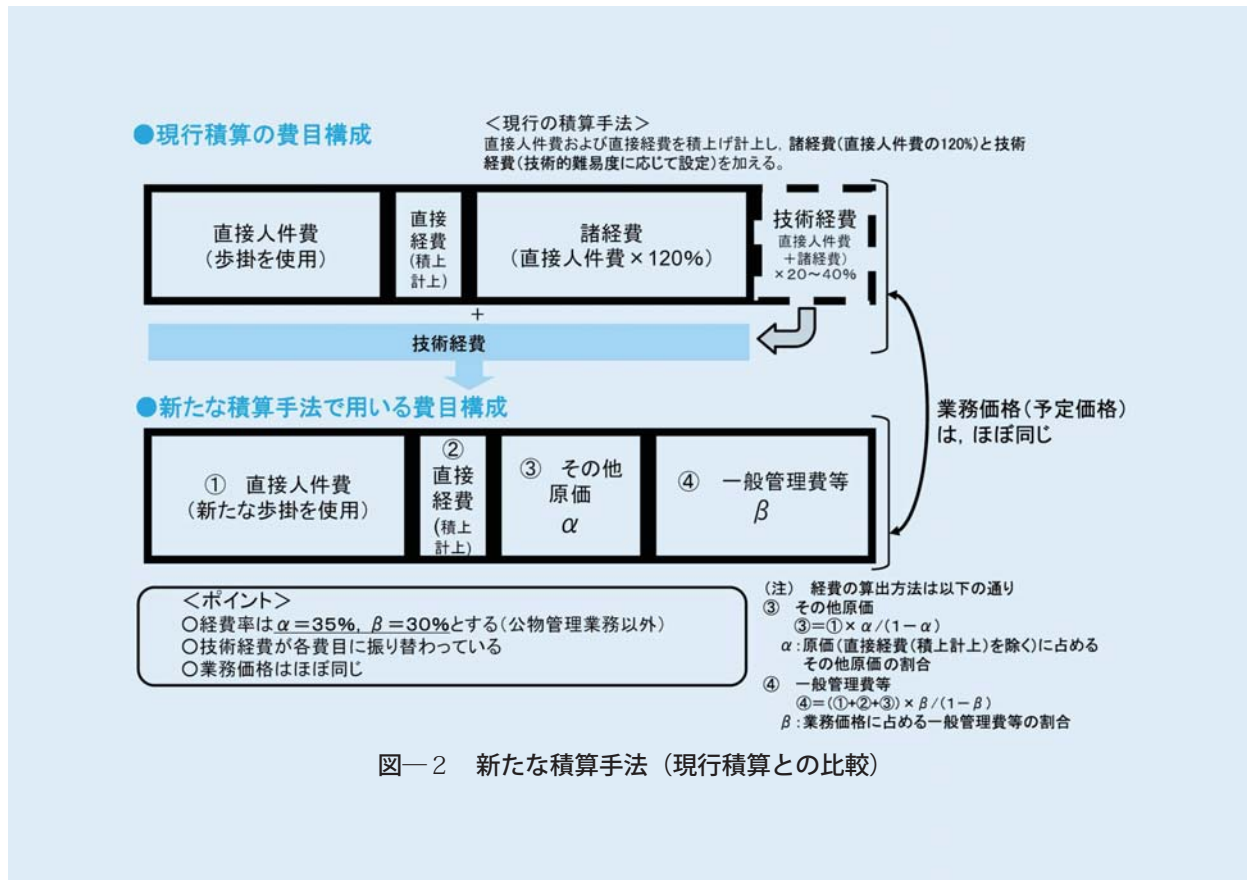 ●現行積算の費目構成
＜現行の積算手法＞
直接人件費および直接経費を積上げ計上し，諸経費(直接人件費の120%)と技術
経費(技術的難易度に応じて設定)を加える。
直接人件費
(歩掛を使用)
直接
経費
(積上
計上)
諸経費
(直接人件費×120%)
技術経費
直接人件費
＋諸経費)
×20～40%
+
技術経費
●新たな積算手法で用いる費目構成
業務価格(予定価格)
は，ほぼ同じ
① 直接人件費
(新たな歩掛を使用)
②
直接
経費
(積上
計上)
③ その他
原価
α
④ 一般管理費等
β
＜ポイント＞
○経費率はα＝35%，β＝30%とする(公物管理業務以外)
○技術経費が各費目に振り替わっている
○業務価格はほぼ同じ
(注) 経費の算出方法は以下の通り
③ その他原価
③＝①×α/(1－α)
α：原価(直接経費(積上計上)を除く)に占める
その他原価の割合
④ 一般管理費等
④＝(①+②+③)×β/(1－β)
β：業務価格に占める一般管理費等の割合
図―２　新たな積算手法（現行積算との比較）